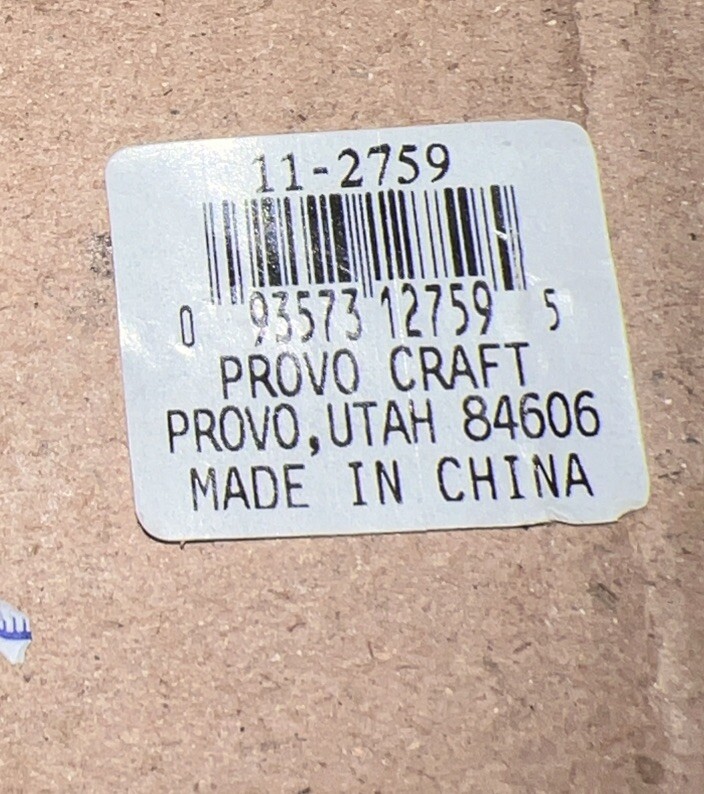 11-2759
0 93573 12759 5
PROVO CRAFT
PROVO, UTAH 84606
MADE IN CHINA